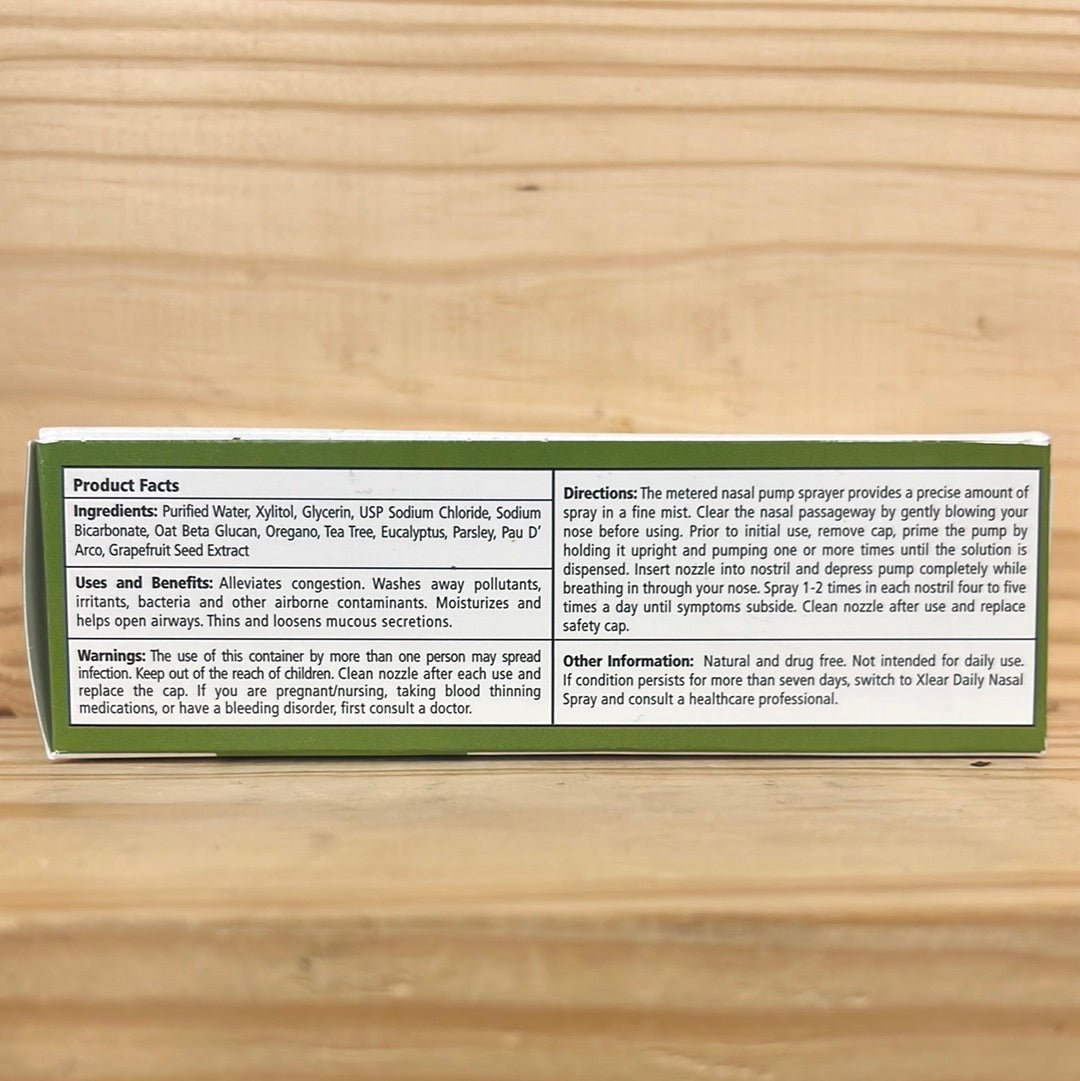 Product Facts
Ingredients: Purified Water, Xylitol, Glycerin, USP Sodium Chloride, Sodium
Bicarbonate, Oat Beta Glucan, Oregano, Tea Tree, Eucalyptus, Parsley, Pau D'
Arco, Grapefruit Seed Extract
Uses and Benefits: Alleviates congestion. Washes away pollutants,
irritants, bacteria and other airborne contaminants. Moisturizes and
helps open airways. Thins and loosens mucous secretions.
Warnings: The use of this container by more than one person may spread
infection. Keep out of the reach of children. Clean nozzle after each use and
replace the cap. If you are pregnant/nursing, taking blood thinning
medications, or have a bleeding disorder, first consult a doctor.
Directions: The metered nasal pump sprayer provides a precise amount of
spray in a fine mist. Clear the nasal passageway by gently blowing your
nose before using. Prior to initial use, remove cap, prime the pump by
holding it upright and pumping one or more times until the solution is
dispensed. Insert nozzle into nostril and depress pump completely while
breathing in through your nose. Spray 1-2 times in each nostril four to five
times a day until symptoms subside. Clean nozzle after use and replace
safety cap.
Other Information: Natural and drug free. Not intended for daily use.
If condition persists for more than seven days, switch to Xlear Daily Nasal
Spray and consult a healthcare professional.